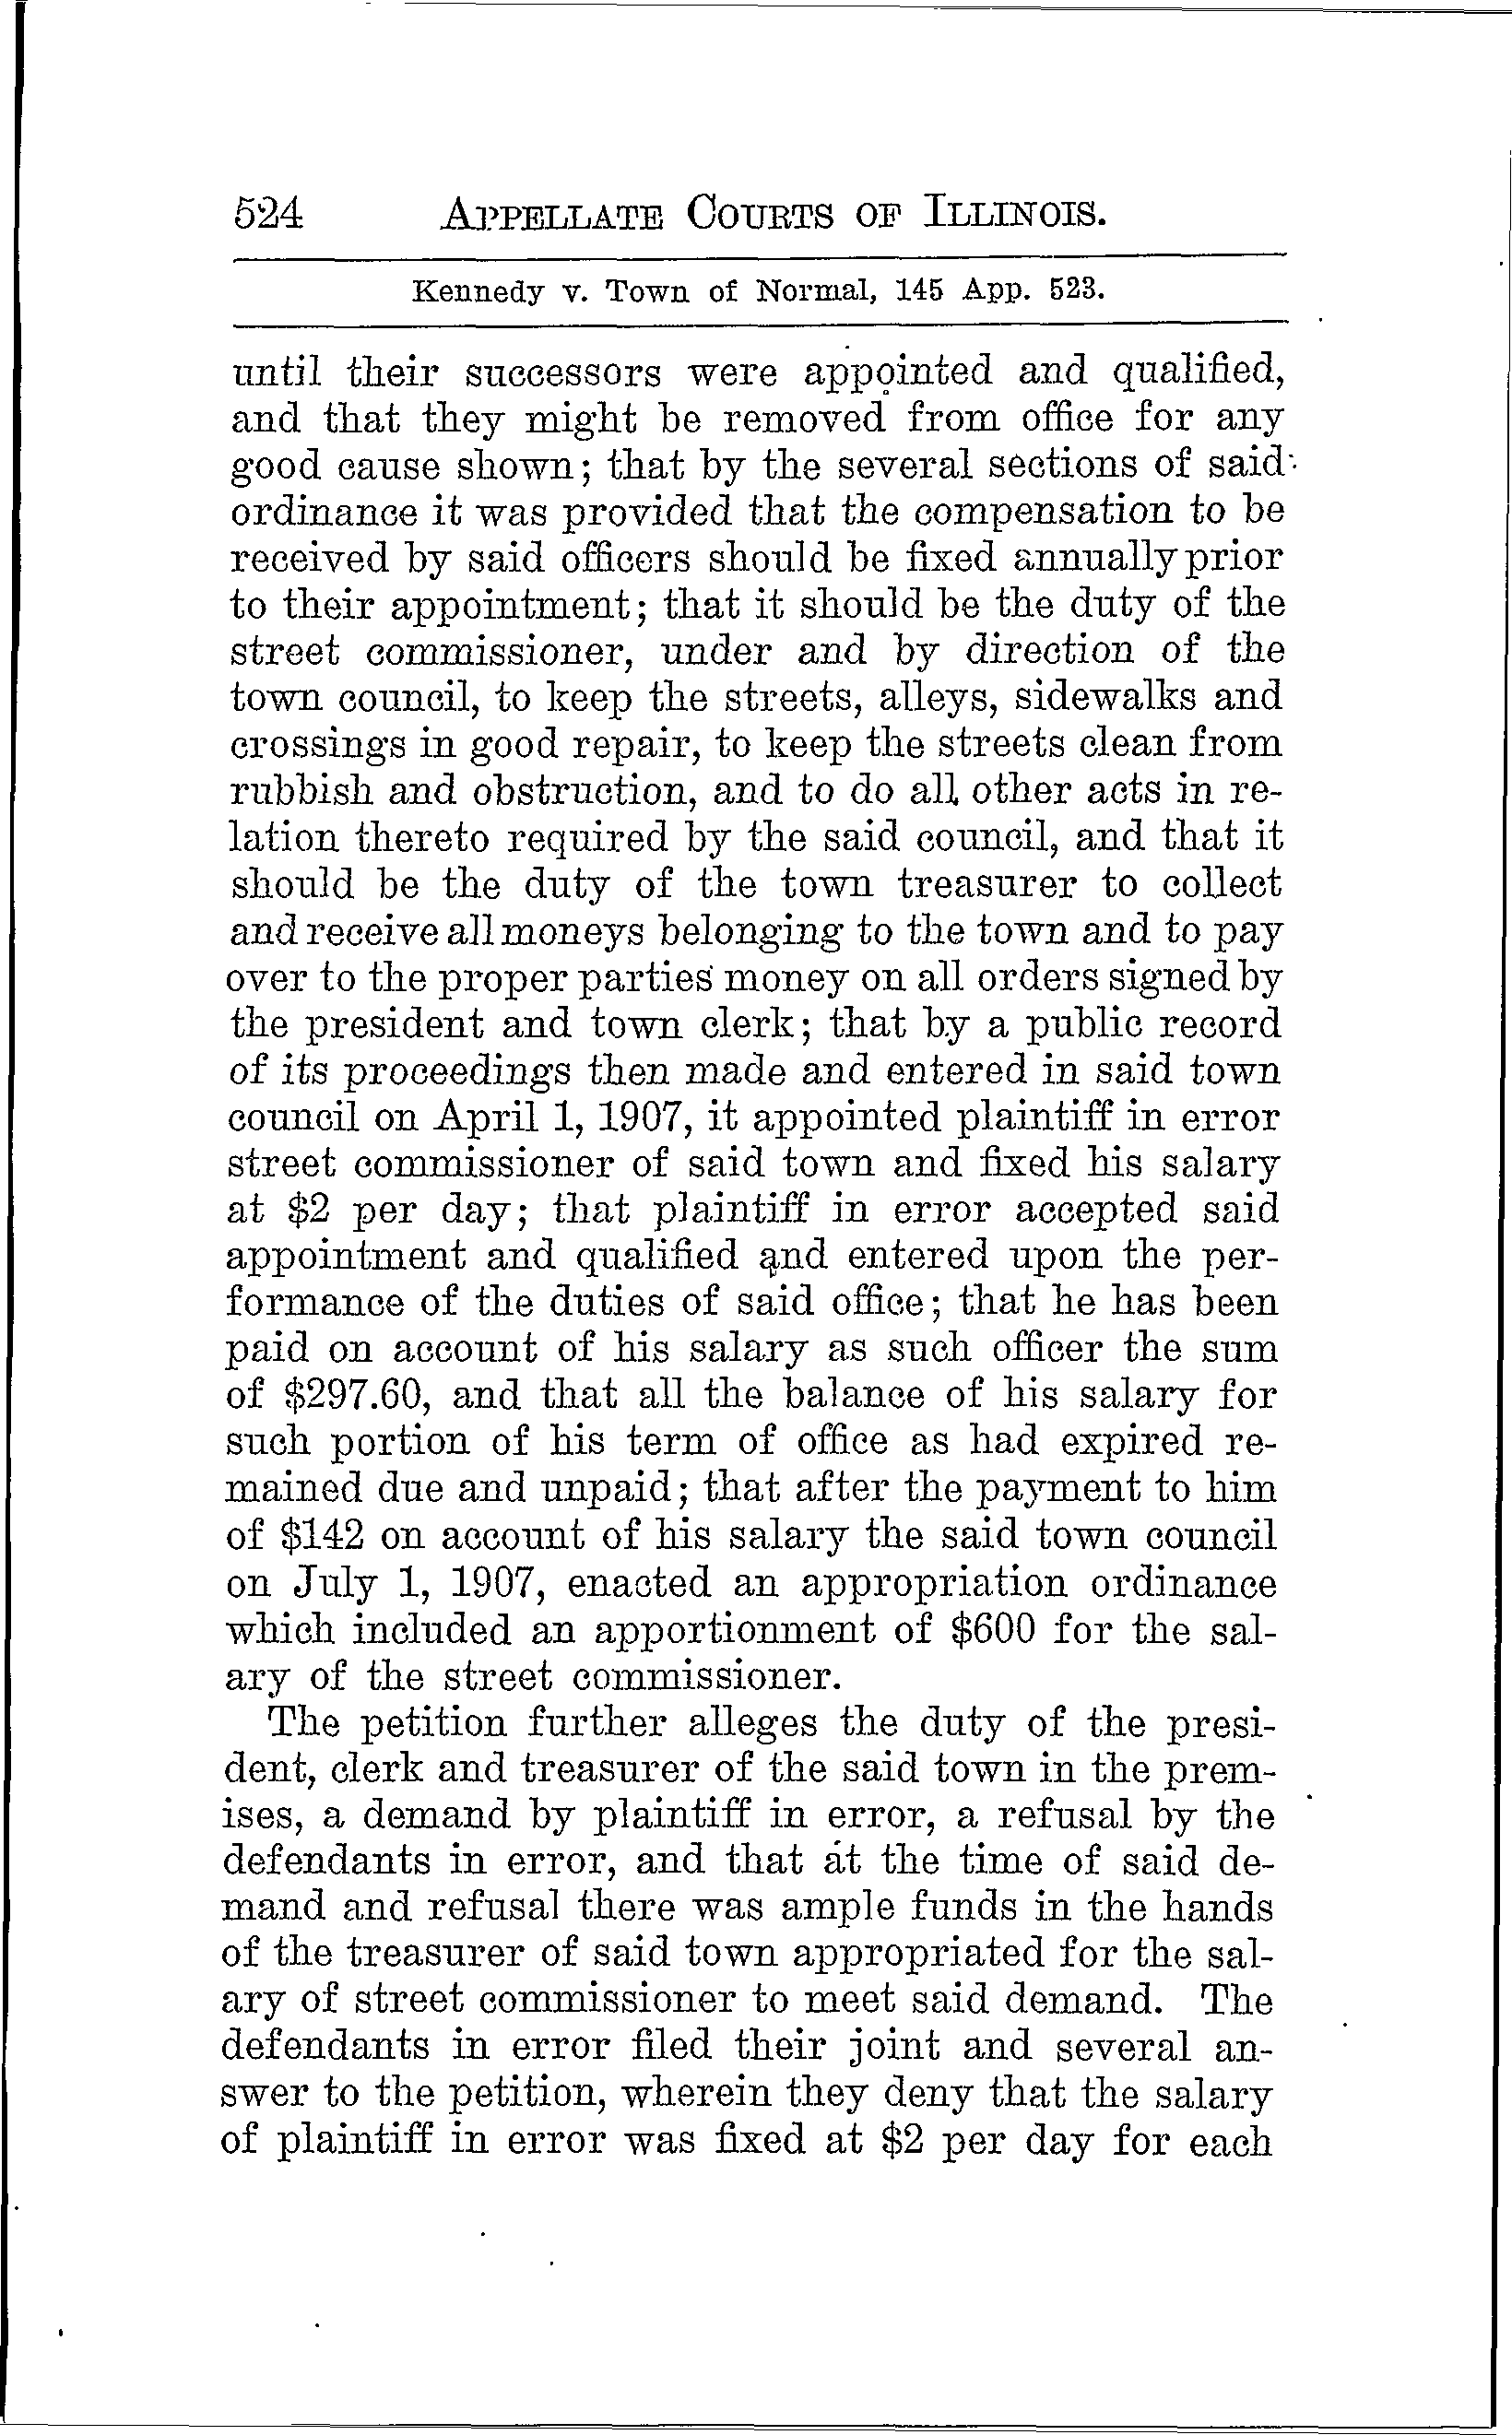 524 APPELLATE COURTS OF ILLINOIS.
Kennedy v. Town of Normal, 145 App. 523.
until their successors were appointed and qualified,
and that they might be removed from office for any
good cause shown; that by the several sections of said
ordinance it was provided that the compensation to be
received by said officers should be fixed annually prior
to their appointment; that it should be the duty of the
street commissioner, under and by direction of the
town council, to keep the streets, alleys, sidewalks and
crossings in good repair, to keep the streets clean from
rubbish and obstruction, and to do all other acts in re-
lation thereto required by the said council, and that it
should be the duty of the town treasurer to collect
and receive all moneys belonging to the town and to pay
over to the proper parties money on all orders signed by
the president and town clerk; that by a public record
of its proceedings then made and entered in said town
council on April 1, 1907, it appointed plaintiff in error
street commissioner of said town and fixed his salary
at $2 per day; that plaintiff in error accepted said
appointment and qualified and entered upon the per-
formance of the duties of said office; that he has been
paid on account of his salary as such officer the sum
of $297.60, and that all the balance of his salary for
such portion of his term of office as had expired re-
mained due and unpaid; that after the payment to him
of $142 on account of his salary the said town council
on July 1, 1907, enacted an appropriation ordinance
which included an apportionment of $600 for the sal-
ary of the street commissioner.
The petition further alleges the duty of the presi-
dent, clerk and treasurer of the said town in the prem-
ises, a demand by plaintiff in error, a refusal by the
defendants in error, and that at the time of said de-
mand and refusal there was ample funds in the hands
of the treasurer of said town appropriated for the sal-
ary of street commissioner to meet said demand. The
defendants in error filed their joint and several an-
swer to the petition, wherein they deny that the salary
of plaintiff in error was fixed at $2 per day for each